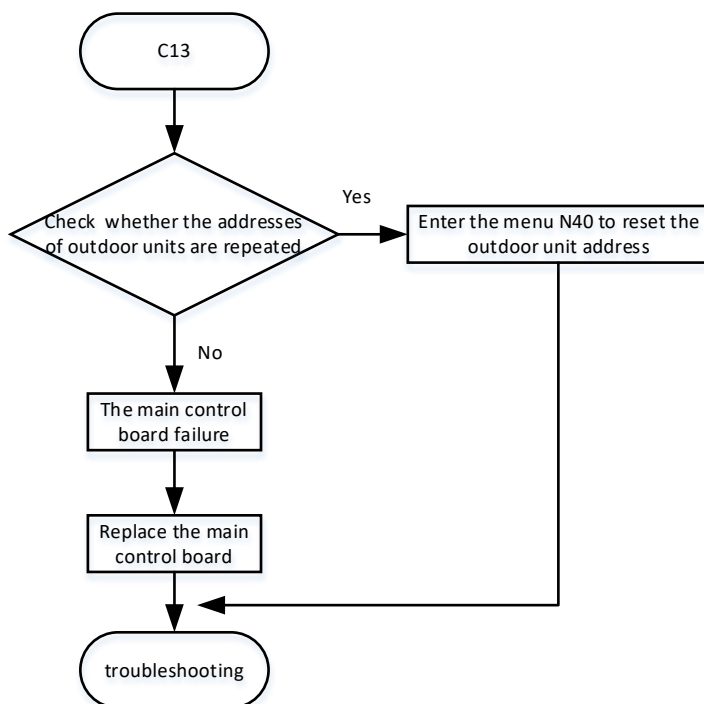 C13
Check whether the addresses
of outdoor units are repeated
Yes
Enter the menu N40 to reset the
outdoor unit address
No
The main control
board failure
Replace the main
control board
troubleshooting